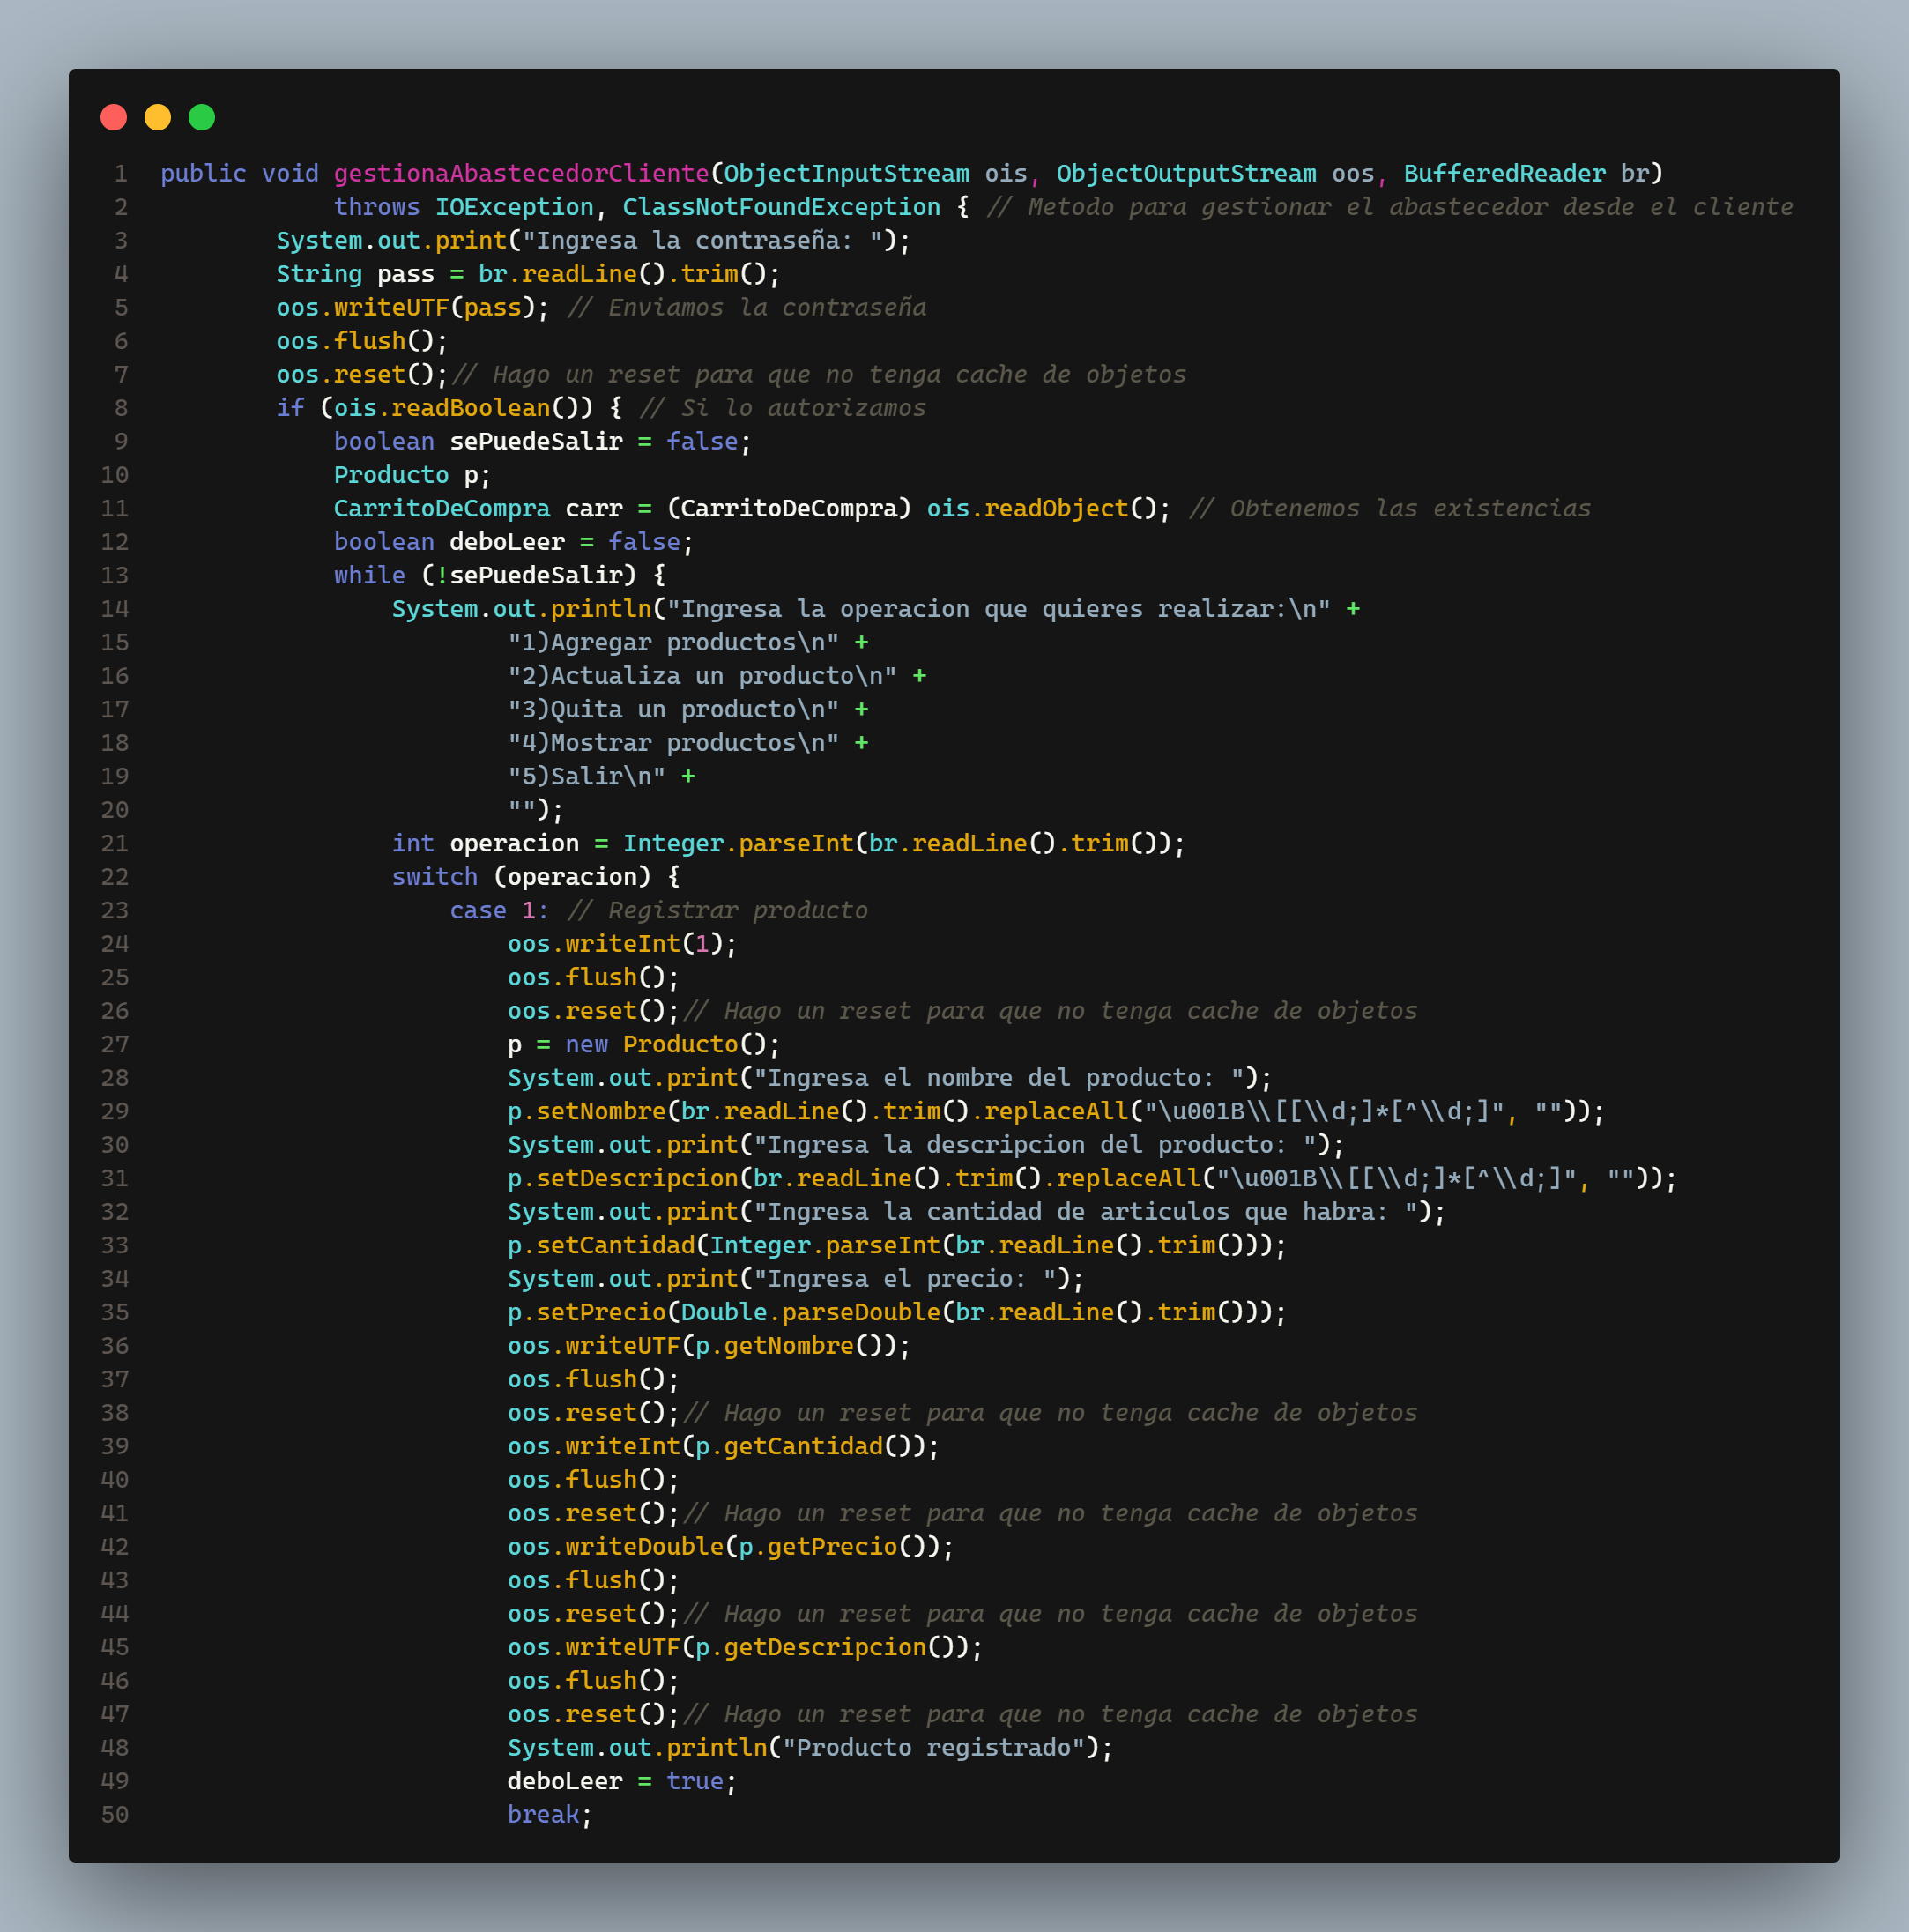 1 public void gestionaAbastecedorCliente(ObjectInputStream ois, ObjectOutputStream oos, BufferedReader br)
2 throws IOException, ClassNotFoundException { // Metodo para gestionar el abastecedor desde el cliente
3 System.out.print("Ingresa la contraseña: ");
4 String pass = br.readLine().trim();
5 oos.writeUTF(pass); // Enviamos la contraseña
6 oos.flush();
7 oos.reset();// Hago un reset para que no tenga cache de objetos
8 if (ois.readBoolean()) { // Si lo autorizamos
9 boolean sePuedeSalir = false;
10 Producto p;
11 CarritoDeCompra carr = (CarritoDeCompra) ois.readObject(); // Obtenemos las existencias
12 boolean deboLeer = false;
13 while (!sePuedeSalir) {
14 System.out.println("Ingresa la operacion que quieres realizar:\n" +
15 "1)Agregar productos\n" +
16 "2)Actualiza un producto\n" +
17 "3)Quita un producto\n" +
18 "4)Mostrar productos\n" +
19 "5)Salir\n" +
20 "");
21 int operacion = Integer.parseInt(br.readLine().trim());
22 switch (operacion) {
23 case 1: // Registrar producto
24 oos.writeInt(1);
25 oos.flush();
26 oos.reset();// Hago un reset para que no tenga cache de objetos
27 p = new Producto();
28 System.out.print("Ingresa el nombre del producto: ");
29 p.setNombre(br.readLine().trim().replaceAll("\u001B\\[[\\d;]*[^\\d;]", ""));
30 System.out.print("Ingresa la descripcion del producto: ");
31 p.setDescripcion(br.readLine().trim().replaceAll("\u001B\\[[\\d;]*[^\\d;]", ""));
32 System.out.print("Ingresa la cantidad de articulos que habra: ");
33 p.setCantidad(Integer.parseInt(br.readLine().trim()));
34 System.out.print("Ingresa el precio: ");
35 p.setPrecio(Double.parseDouble(br.readLine().trim()));
36 oos.writeUTF(p.getNombre());
37 oos.flush();
38 oos.reset();// Hago un reset para que no tenga cache de objetos
39 oos.writeInt(p.getCantidad());
40 oos.flush();
41 oos.reset();// Hago un reset para que no tenga cache de objetos
42 oos.writeDouble(p.getPrecio());
43 oos.flush();
44 oos.reset();// Hago un reset para que no tenga cache de objetos
45 oos.writeUTF(p.getDescripcion());
46 oos.flush();
47 oos.reset();// Hago un reset para que no tenga cache de objetos
48 System.out.println("Producto registrado");
49 deboLeer = true;
50 break;